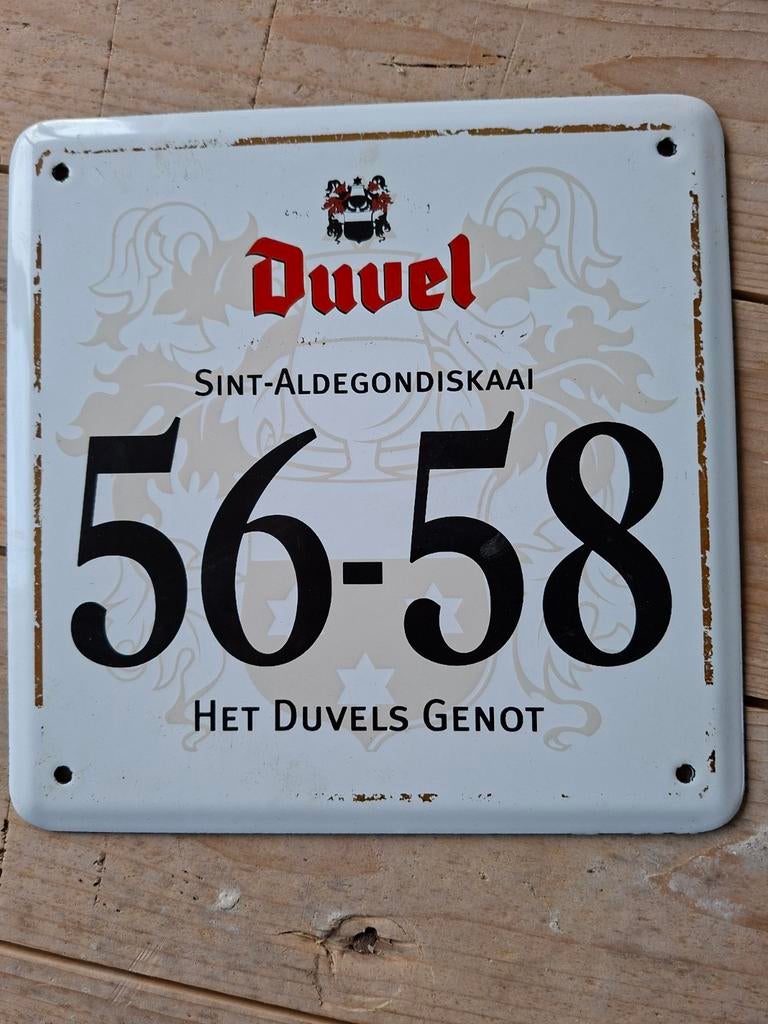 Duvel
SINT-ALDEGONDISKAAI
56-58
HET DUVELS GENOT